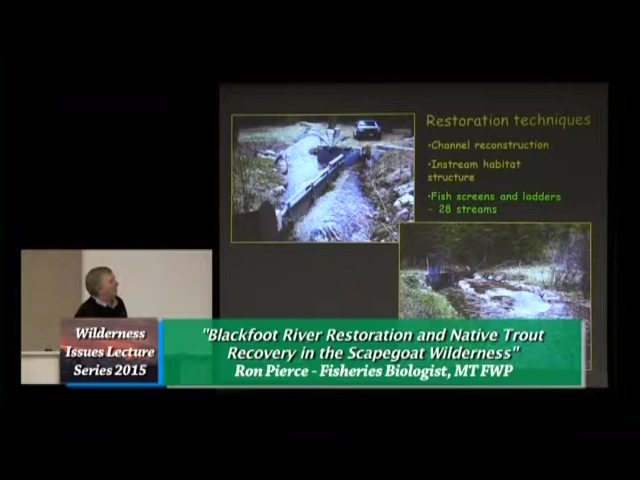 Restoration techniques
•Channel reconstruction
•Instream habitat
structure
•Fish screens and ladders
- 28 streams
Wilderness
Issues Lecture
Series 2015
"Blackfoot River Restoration and Native Trout
Recovery in the Scapegoat Wilderness"
Ron Pierce - Fisheries Biologist, MT FWP